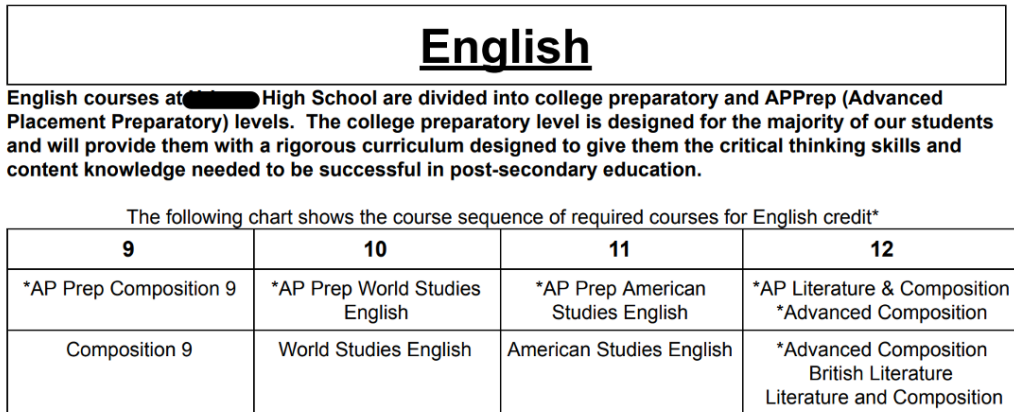 English
English courses at High School are divided into college preparatory and APPrep (Advanced
Placement Preparatory) levels. The college preparatory level is designed for the majority of our students
and will provide them with a rigorous curriculum designed to give them the critical thinking skills and
content knowledge needed to be successful in post-secondary education.
The following chart shows the course sequence of required courses for English credit*
9 10 11 12
*AP Prep Composition 9 *AP Prep World Studies *AP Prep American *AP Literature & Composition
English Studies English *Advanced Composition
Composition 9 World Studies English American Studies English *Advanced Composition
British Literature
Literature and Composition